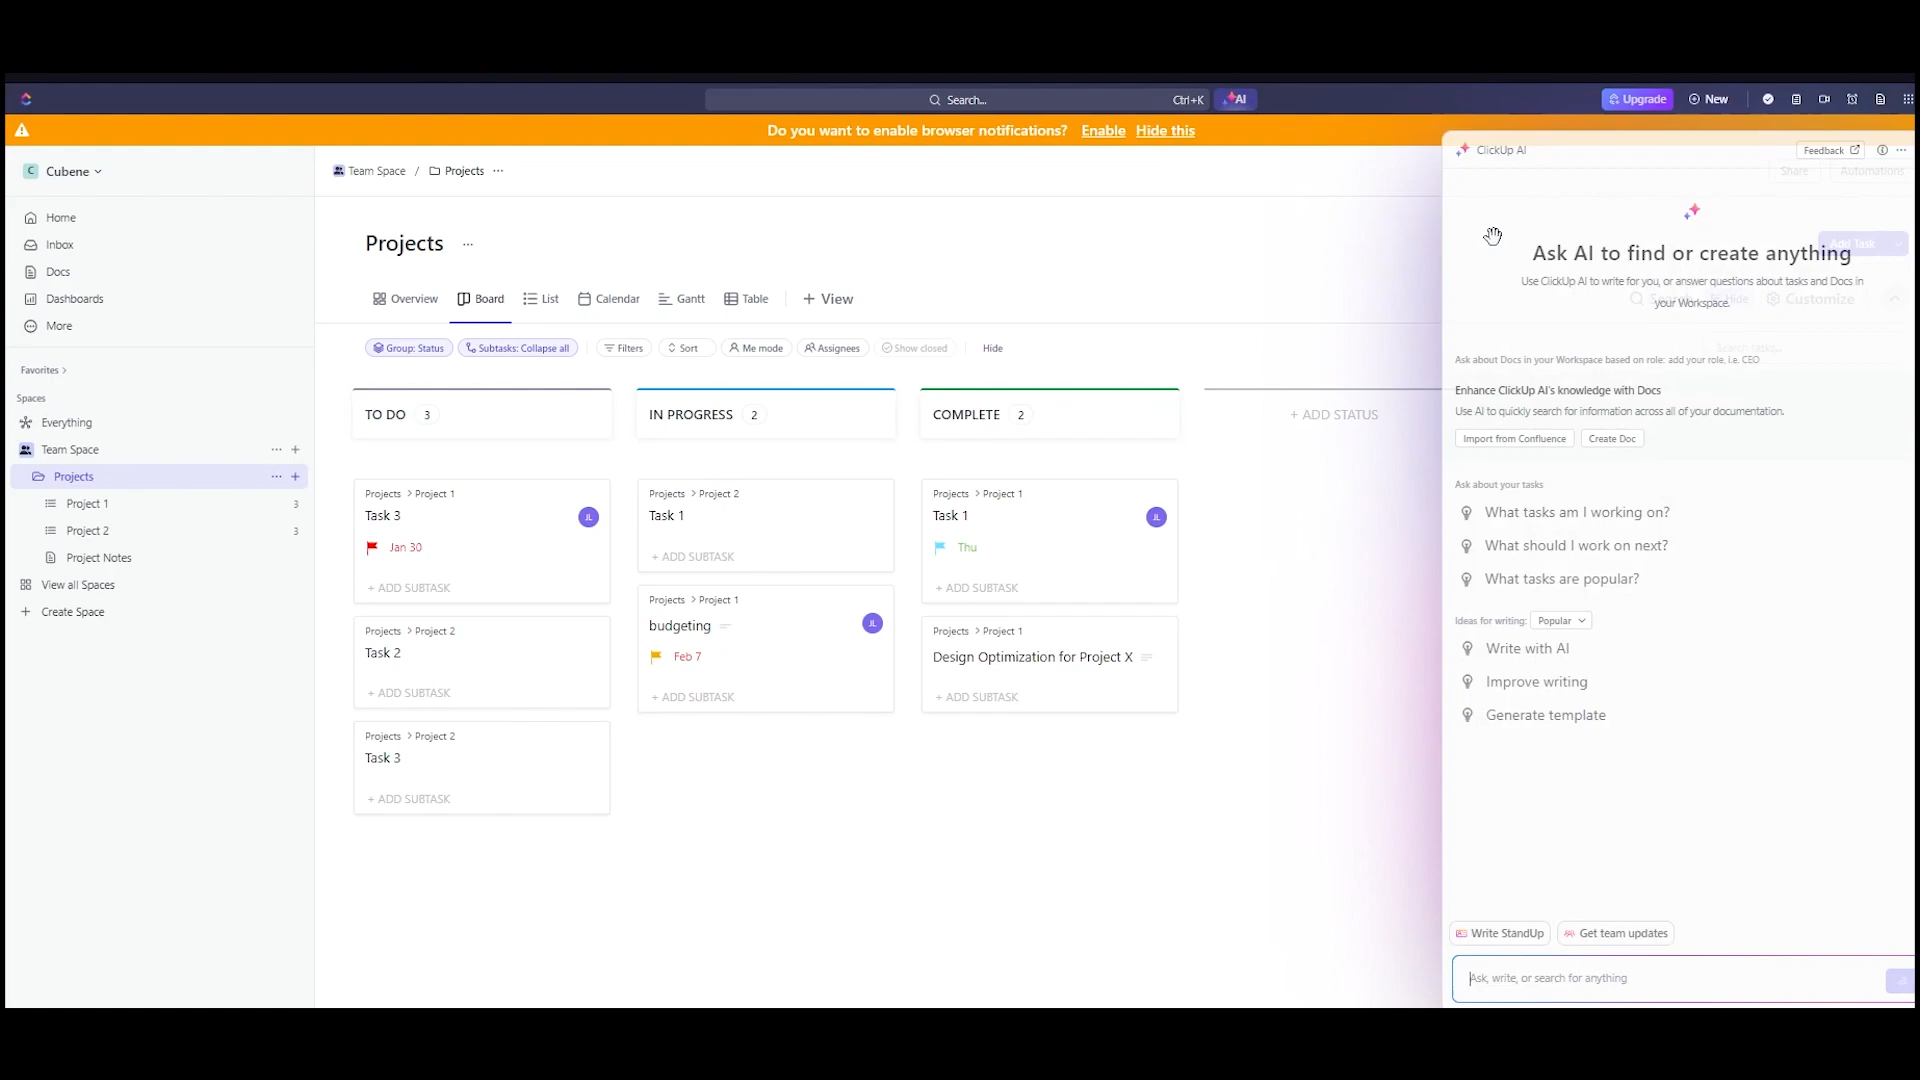 Search...
Ctrl+K
AI
Upgrade
New
Do you want to enable browser notifications? Enable Hide this
C Cubene
Home
Inbox
Docs
Dashboards
More
Favorites
Spaces
Everything
Team Space
Projects
Project 1 3
Project 2 3
Project Notes
View all Spaces
Create Space
Team Space / Projects
Projects
Overview Board List Calendar Gantt Table + View
Group: Status Subtasks: Collapse all Filters Sort Me mode Assignees Show closed Hide
TO DO 3
Projects > Project 1
Task 3
JL
Jan 30
+ ADD SUBTASK
Projects > Project 2
Task 2
+ ADD SUBTASK
Projects > Project 2
Task 3
+ ADD SUBTASK
IN PROGRESS 2
Projects > Project 2
Task 1
+ ADD SUBTASK
Projects > Project 1
budgeting
JL
Feb 7
+ ADD SUBTASK
COMPLETE 2
Projects > Project 1
Task 1
JL
Thu
+ ADD SUBTASK
Projects > Project 1
Design Optimization for Project X
+ ADD SUBTASK
+ ADD STATUS
ClickUp AI
Feedback
Share
Automations
Add Task
Ask AI to find or create anything
Use ClickUp AI to write for you, or answer questions about tasks and Docs in
your Workspace.
Hide
Customize
Search tasks...
Ask about Docs in your Workspace based on role: add your role, i.e. CEO
Enhance ClickUp AI's knowledge with Docs
Use AI to quickly search for information across all of your documentation.
Import from Confluence
Create Doc
Ask about your tasks
What tasks am I working on?
What should I work on next?
What tasks are popular?
Ideas for writing: Popular
Write with AI
Improve writing
Generate template
Write StandUp
Get team updates
Ask, write, or search for anything